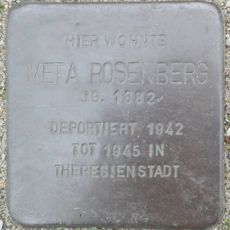 HIER WOHNTE
META ROSENBERG
JG. 1882
DEPORTIERT 1942
TOT 1945 IN
THERESIENSTADT